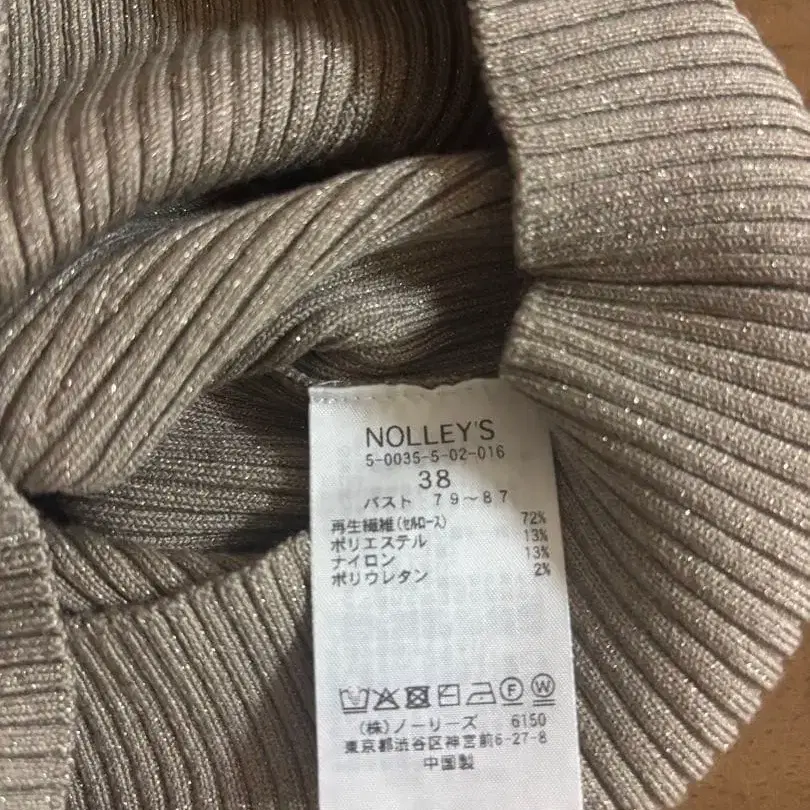 NOLLEY'S
5-0035-5-02-016
38
バスト 79~87
再生繊維(セルロース) 72%
ポリエステル 13%
ナイロン 13%
ポリウレタン 2%
F W
(株)ノーリーズ 6150
東京都渋谷区神宮前6-27-8
中国製